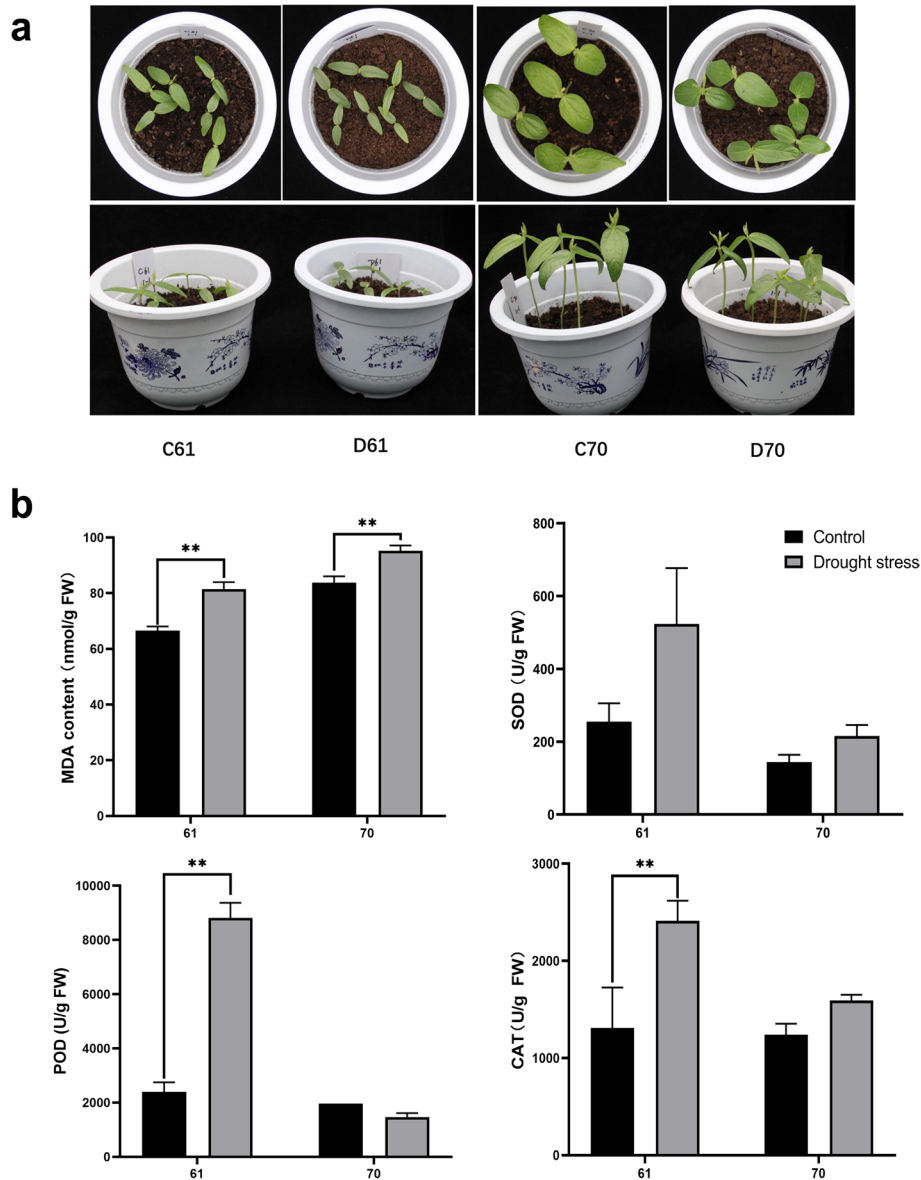 a
C61
D61
C61 D61 C70 D70
b
**
**
100
80
60
40
20
0
MDA content（nmol/g FW）
61 70
800
600
400
200
0
SOD（U/g FW）
61 70
Control
Drought stress
**
10000
8000
6000
4000
2000
0
POD (U/g FW)
61 70
**
3000
2000
1000
0
CAT（U/g FW）
61 70